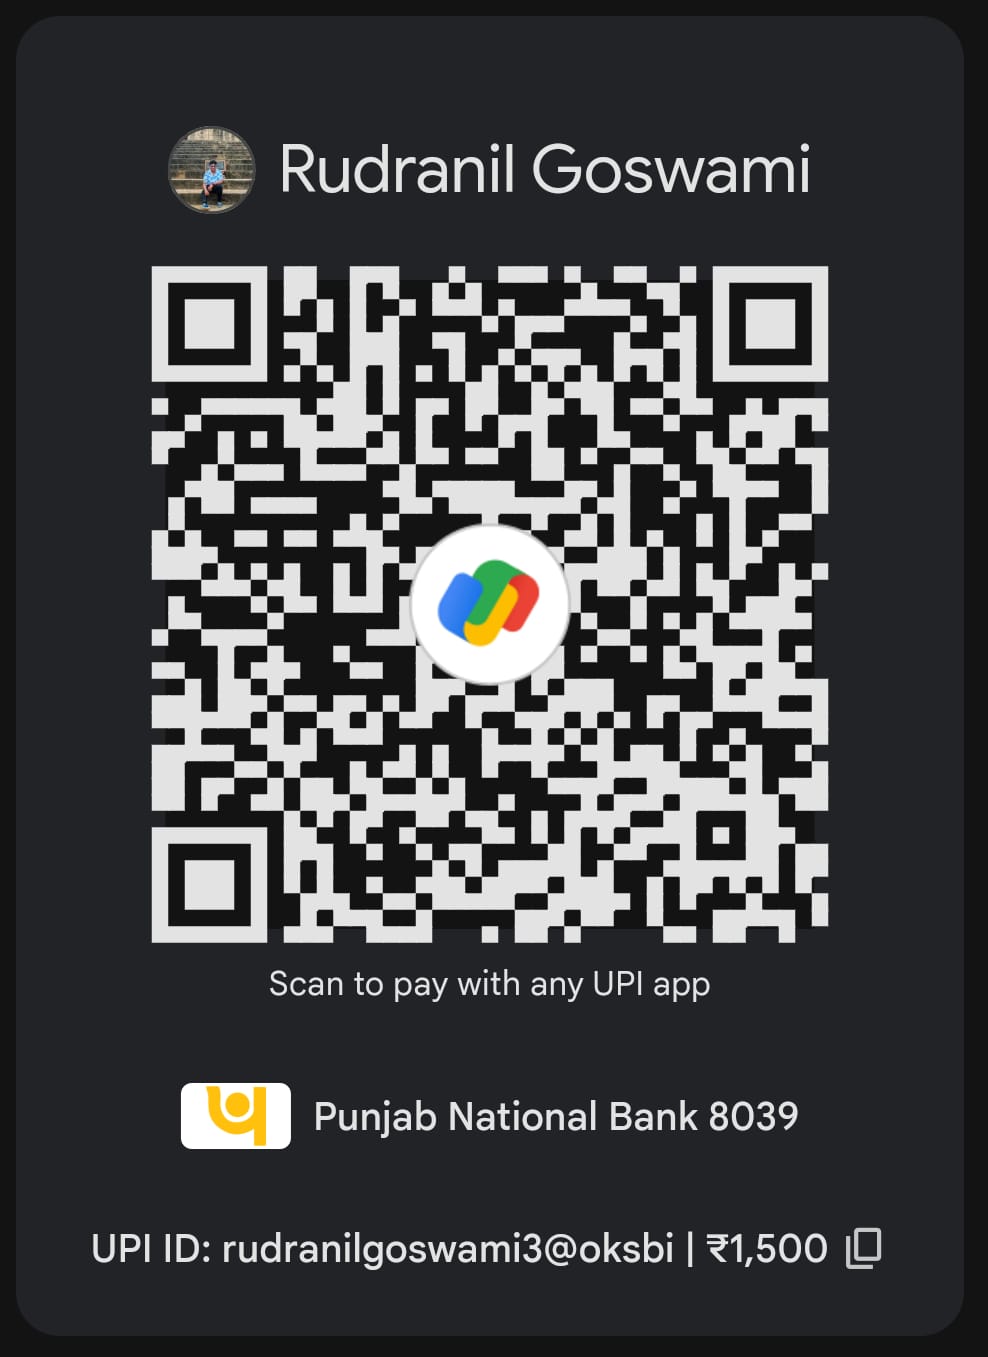 Rudranil Goswami
Scan to pay with any UPI app
Punjab National Bank 8039
UPI ID: rudranilgoswami3@oksbi | ₹1,500